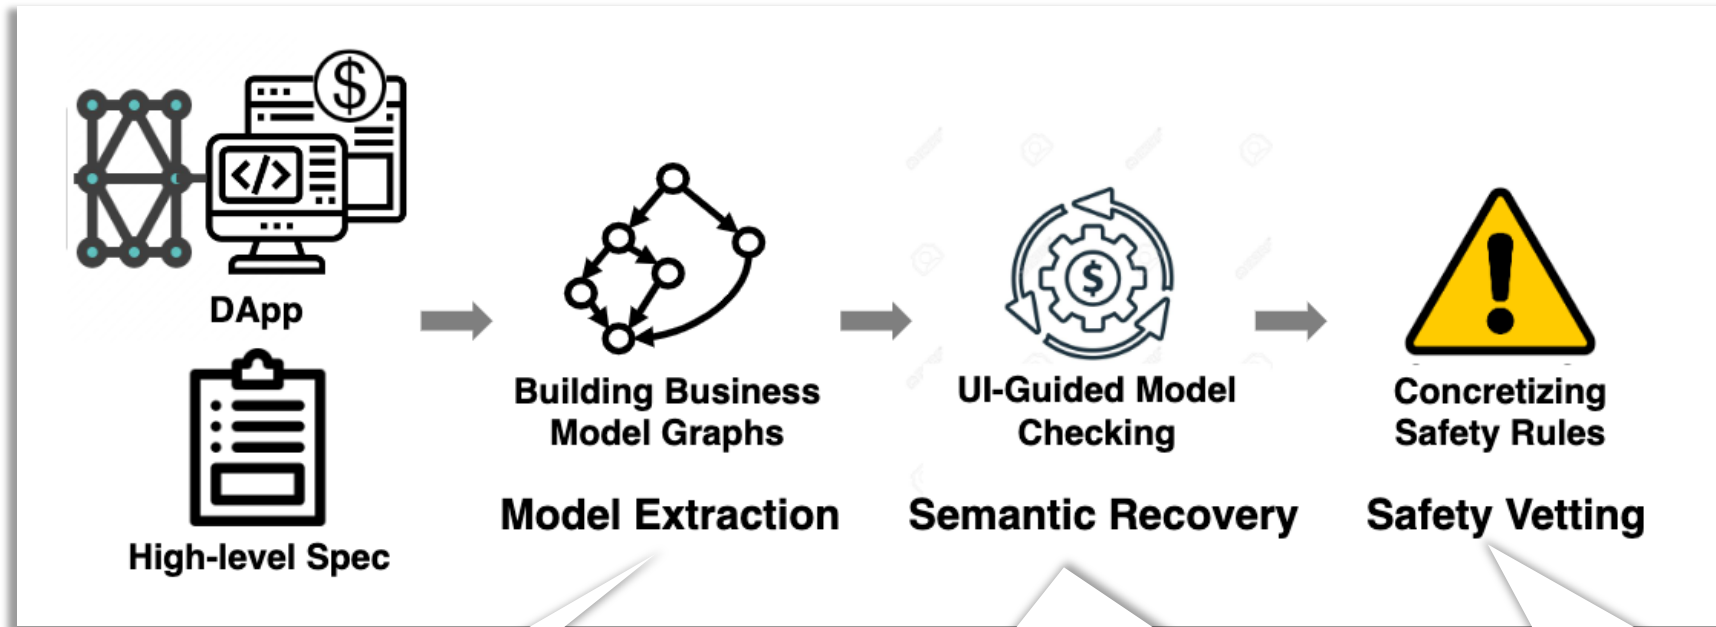 $
</>
DApp
High-level Spec
Building Business
Model Graphs
Model Extraction
$
UI-Guided Model
Checking
Semantic Recovery
!
Concretizing
Safety Rules
Safety Vetting